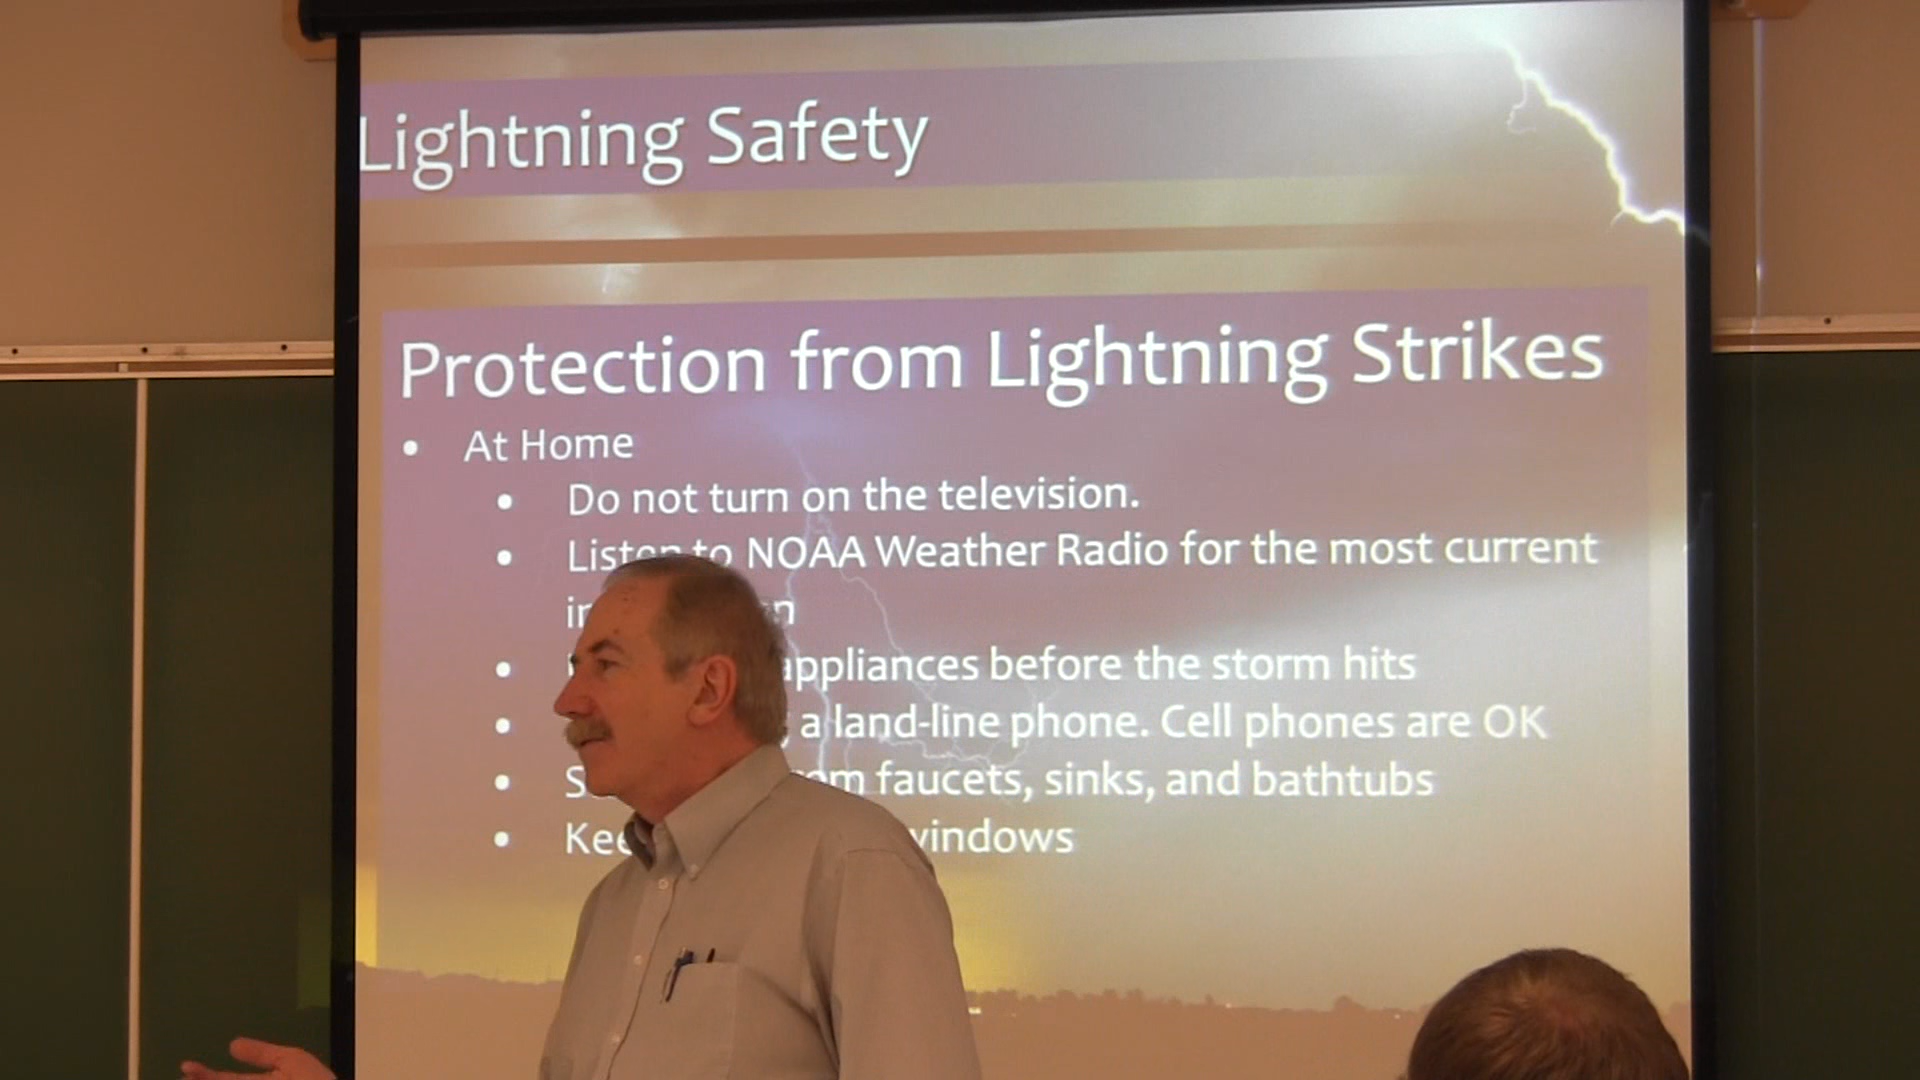 Lightning Safety
Protection from Lightning Strikes
• At Home
• Do not turn on the television.
• Listen to NOAA Weather Radio for the most current
• appliances before the storm hits
• a land-line phone. Cell phones are OK
• faucets, sinks, and bathtubs
• windows